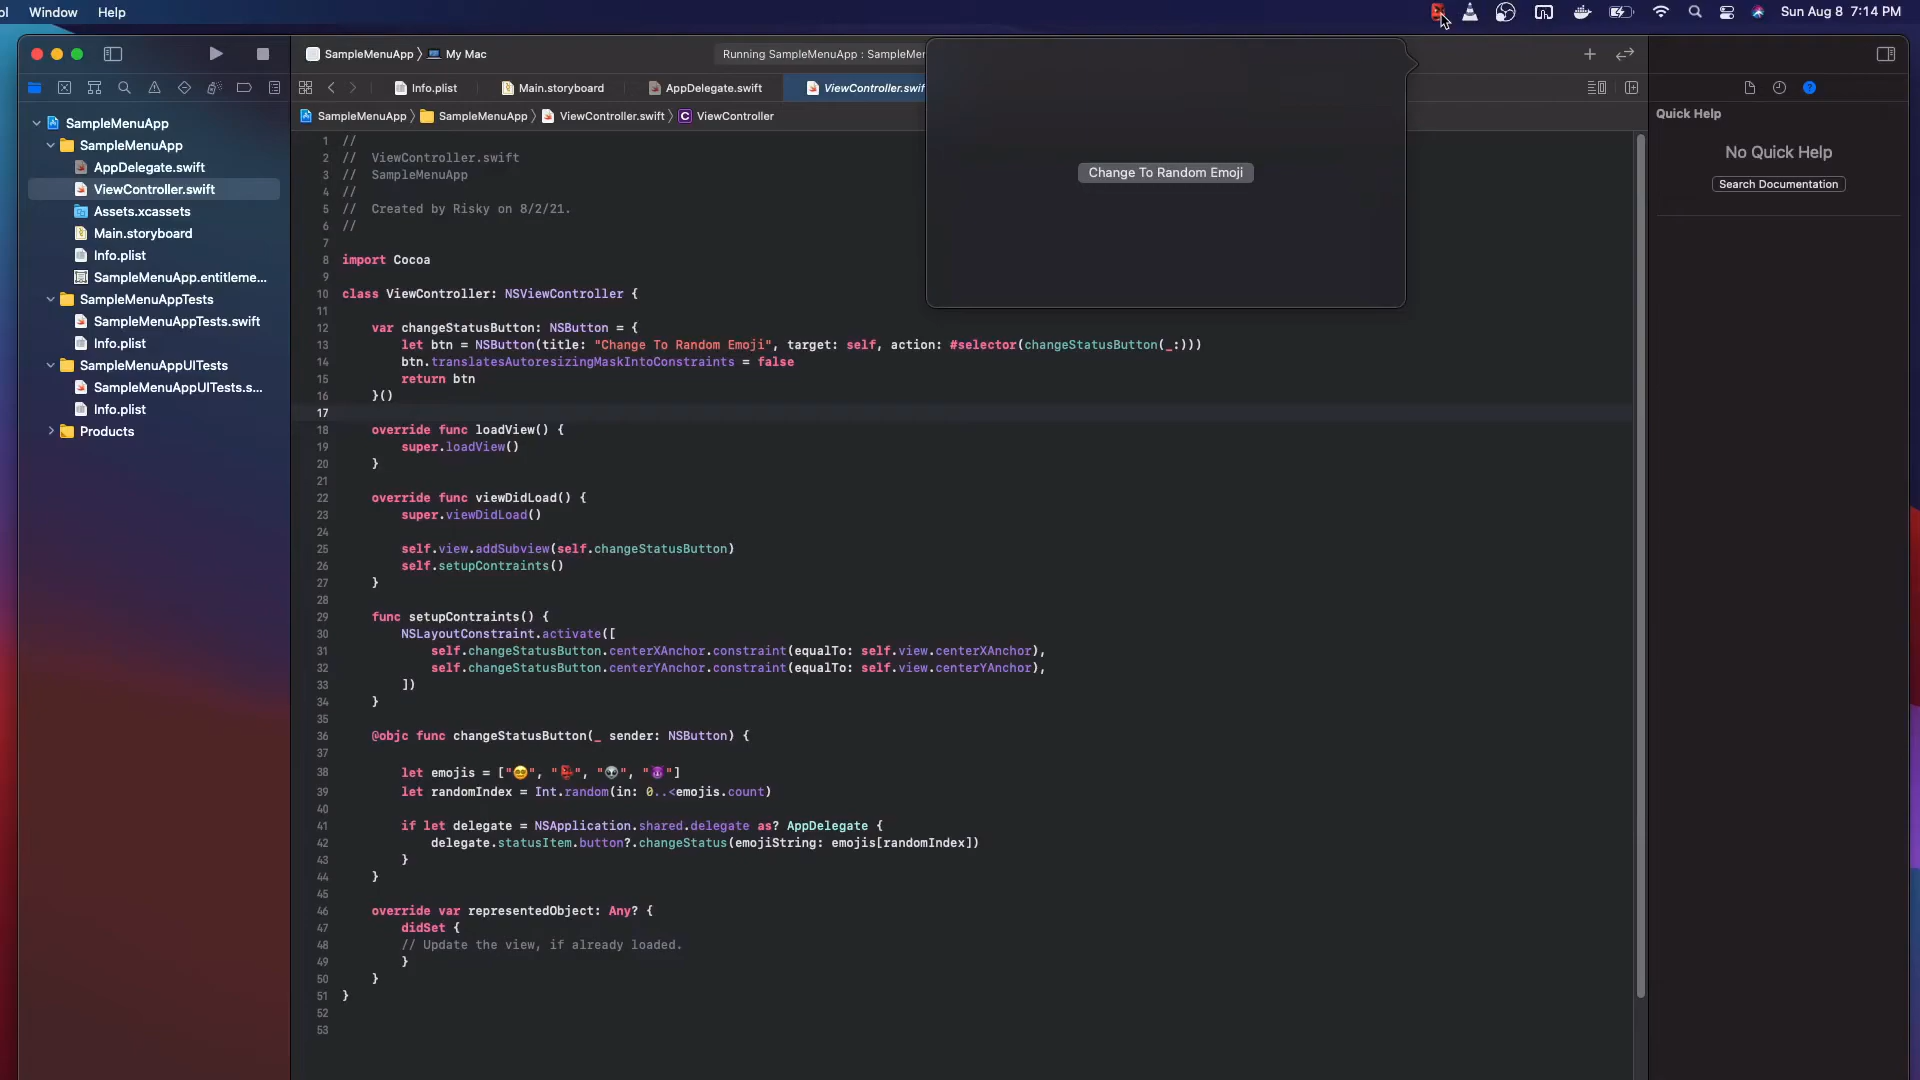 Window Help
Sun Aug 8 7:14 PM
SampleMenuApp 〉 My Mac
Running SampleMenuApp :
Info.plist
Main.storyboard
AppDelegate.swift
ViewController.swif
SampleMenuApp 〉 SampleMenuApp 〉 ViewController.swift 〉 C ViewController
SampleMenuApp
SampleMenuApp
AppDelegate.swift
ViewController.swift
Assets.xcassets
Main.storyboard
Info.plist
SampleMenuApp.entitleme...
SampleMenuAppTests
SampleMenuAppTests.swift
Info.plist
SampleMenuAppUITests
SampleMenuAppUITests.s...
Info.plist
Products
1 //
2 // ViewController.swift
3 // SampleMenuApp
4 //
5 // Created by Risky on 8/2/21.
6 //
7
8 import Cocoa
9
10 class ViewController: NSViewController {
11
12 var changeStatusButton: NSButton = {
13 let btn = NSButton(title: "Change To Random Emoji", target: self, action: #selector(changeStatusButton(_:)))
14 btn.translatesAutoresizingMaskIntoConstraints = false
15 return btn
16 }()
17
18 override func loadView() {
19 super.loadView()
20 }
21
22 override func viewDidLoad() {
23 super.viewDidLoad()
24
25 self.view.addSubview(self.changeStatusButton)
26 self.setupContraints()
27 }
28
29 func setupContraints() {
30 NSLayoutConstraint.activate([
31 self.changeStatusButton.centerXAnchor.constraint(equalTo: self.view.centerXAnchor),
32 self.changeStatusButton.centerYAnchor.constraint(equalTo: self.view.centerYAnchor),
33 ])
34 }
35
36 @objc func changeStatusButton(_ sender: NSButton) {
37
38 let emojis = ["😵‍💫", "👺", "👽", "😈"]
39 let randomIndex = Int.random(in: 0..<emojis.count)
40
41 if let delegate = NSApplication.shared.delegate as? AppDelegate {
42 delegate.statusItem.button?.changeStatus(emojiString: emojis[randomIndex])
43 }
44 }
45
46 override var representedObject: Any? {
47 didSet {
48 // Update the view, if already loaded.
49 }
50 }
51 }
52
53
Change To Random Emoji
Quick Help
No Quick Help
Search Documentation